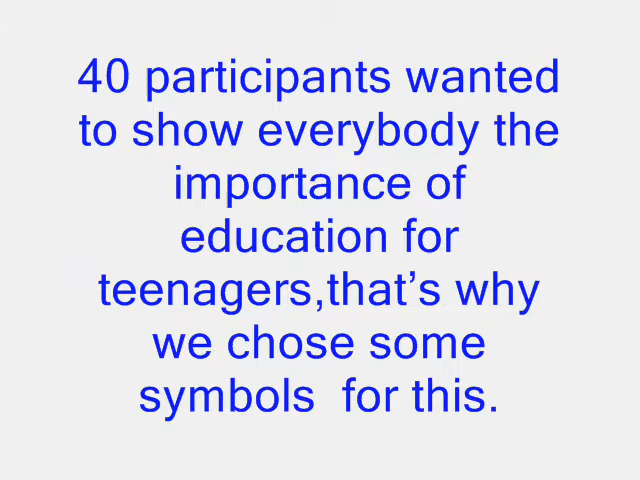 40 participants wanted
to show everybody the
importance of
education for
teenagers,that’s why
we chose some
symbols  for this.